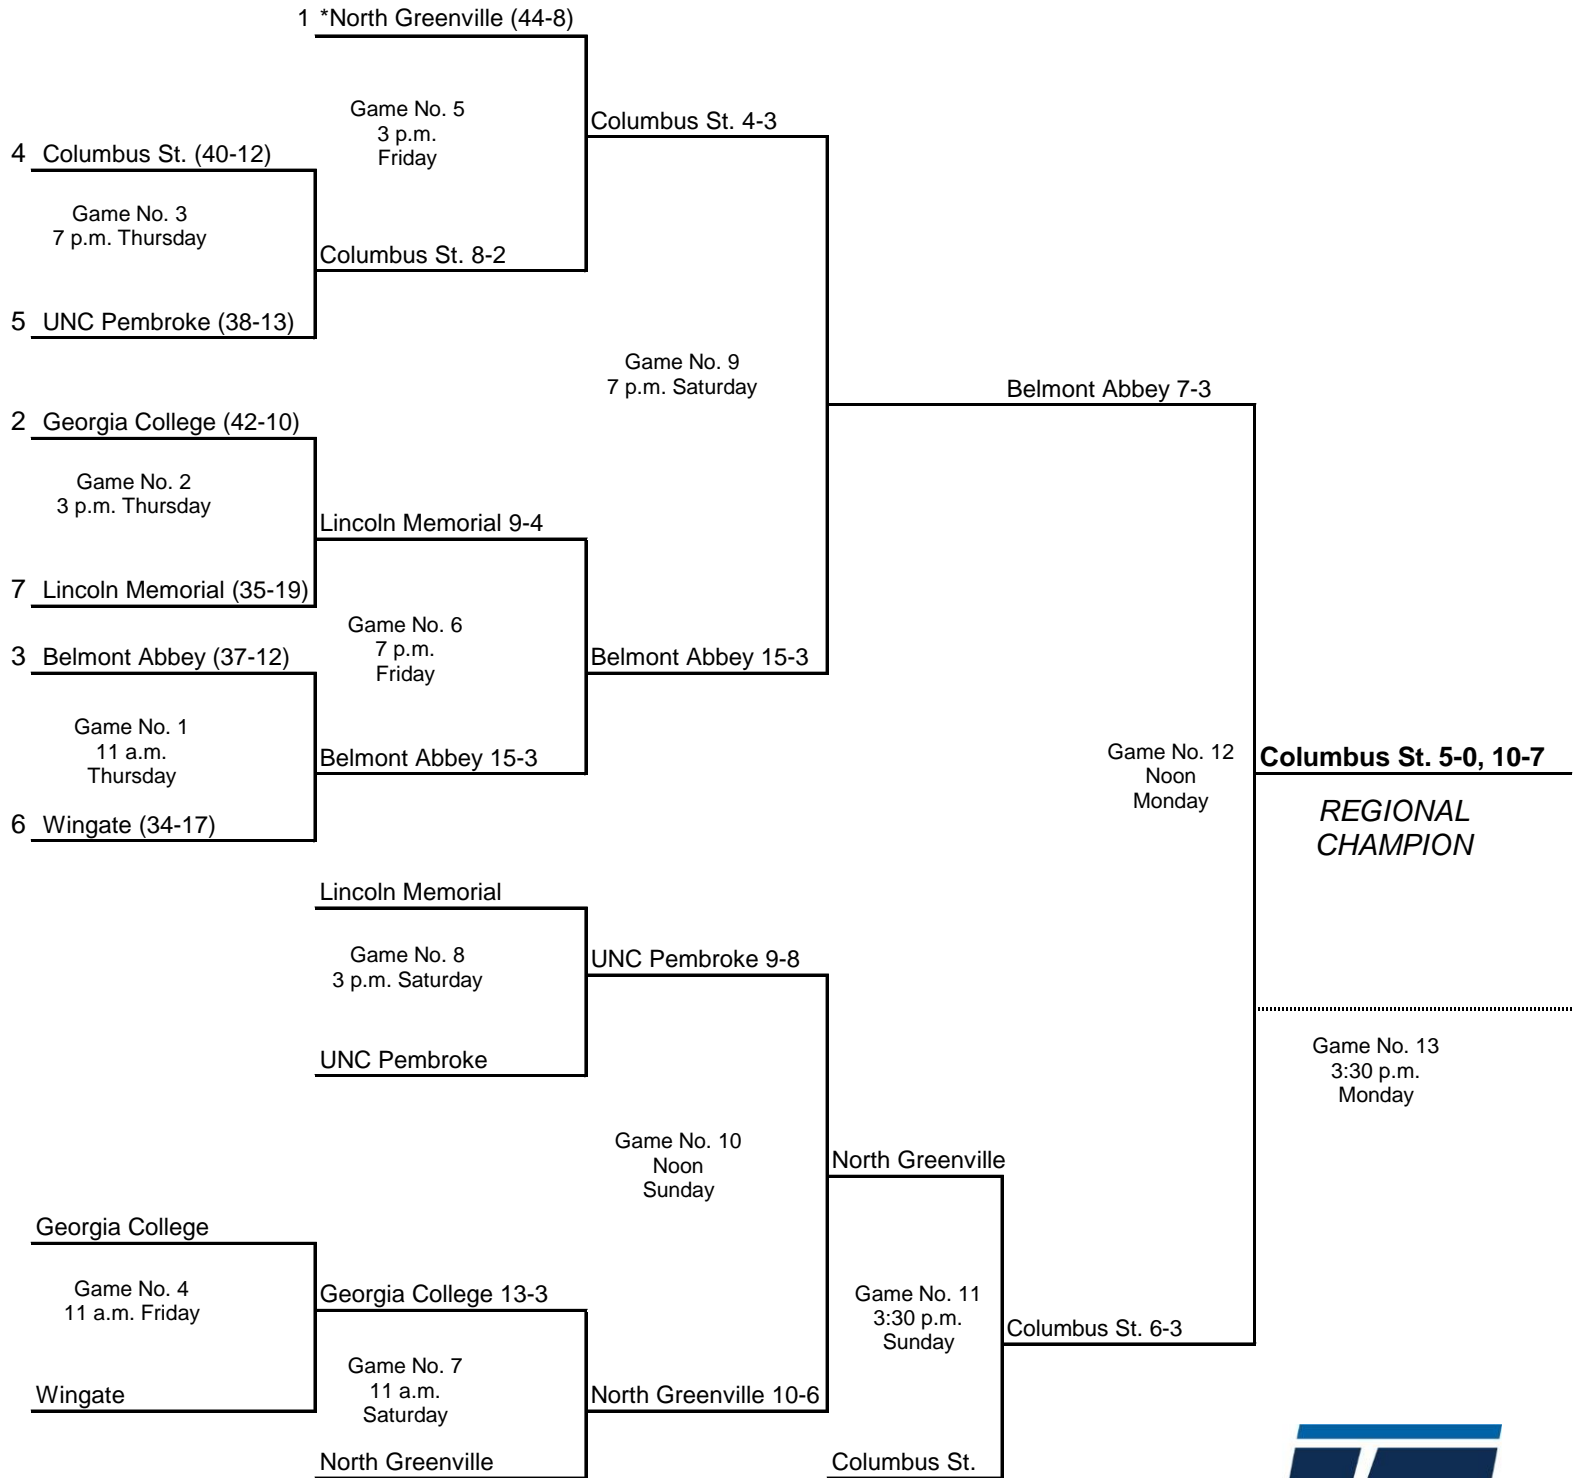 1 *North Greenville (44-8)
Game No. 5
3 p.m.
Friday
Columbus St. 4-3
4 Columbus St. (40-12)
Game No. 3
7 p.m. Thursday
Columbus St. 8-2
5 UNC Pembroke (38-13)
Game No. 9
7 p.m. Saturday
Belmont Abbey 7-3
2 Georgia College (42-10)
Game No. 2
3 p.m. Thursday
Lincoln Memorial 9-4
7 Lincoln Memorial (35-19)
Game No. 6
7 p.m.
Friday
3 Belmont Abbey (37-12)
Belmont Abbey 15-3
Game No. 1
11 a.m.
Thursday
Belmont Abbey 15-3
6 Wingate (34-17)
Game No. 12
Noon
Monday
Columbus St. 5-0, 10-7
REGIONAL
CHAMPION
Lincoln Memorial
Game No. 8
3 p.m. Saturday
UNC Pembroke 9-8
UNC Pembroke
Game No. 13
3:30 p.m.
Monday
Game No. 10
Noon
Sunday
North Greenville
Georgia College
Game No. 4
11 a.m. Friday
Georgia College 13-3
Game No. 11
3:30 p.m.
Sunday
Columbus St. 6-3
Wingate
Game No. 7
11 a.m.
Saturday
North Greenville 10-6
North Greenville
Columbus St.